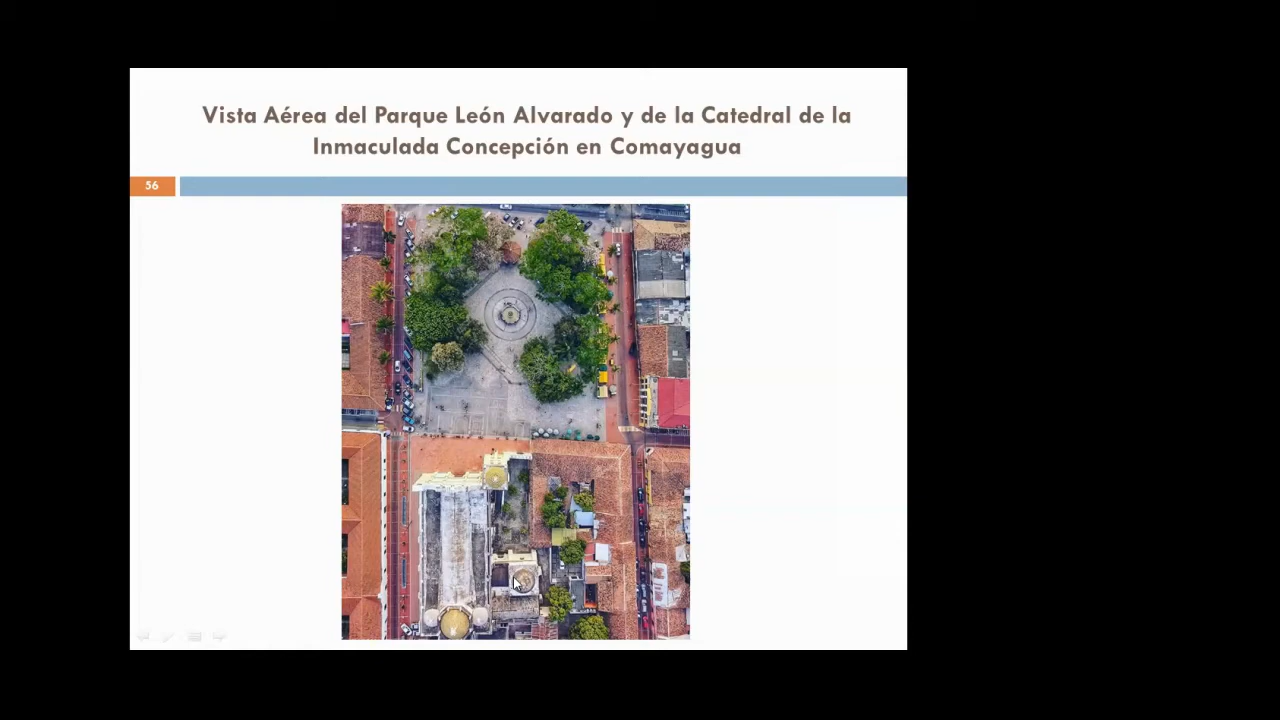 Vista Aérea del Parque León Alvarado y de la Catedral de la
Inmaculada Concepción en Comayagua
56